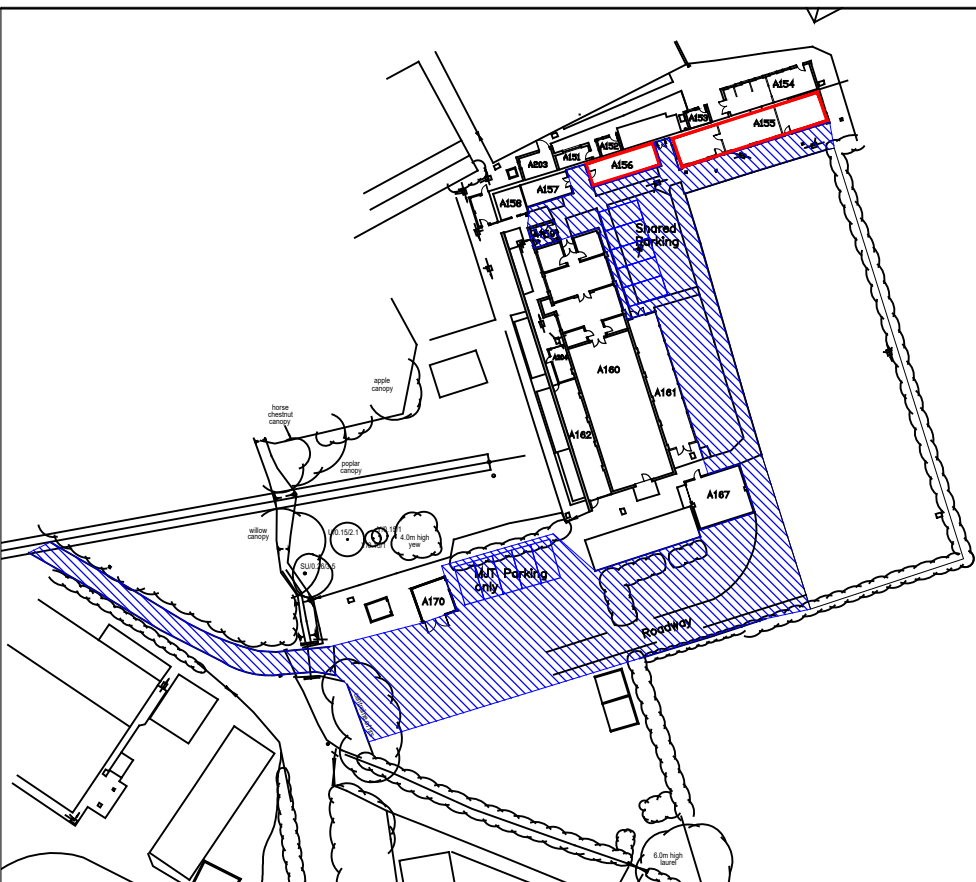 A154
A153
A155
A152
A151
A203
A156
A157
A158
Shared
Parking
A204
A160
A161
A162
apple
canopy
horse
chestnut
canopy
poplar
canopy
willow
canopy
4.0m high
yew
A167
MJT Parking
only
A170
Roadway
6.0m high
laurel